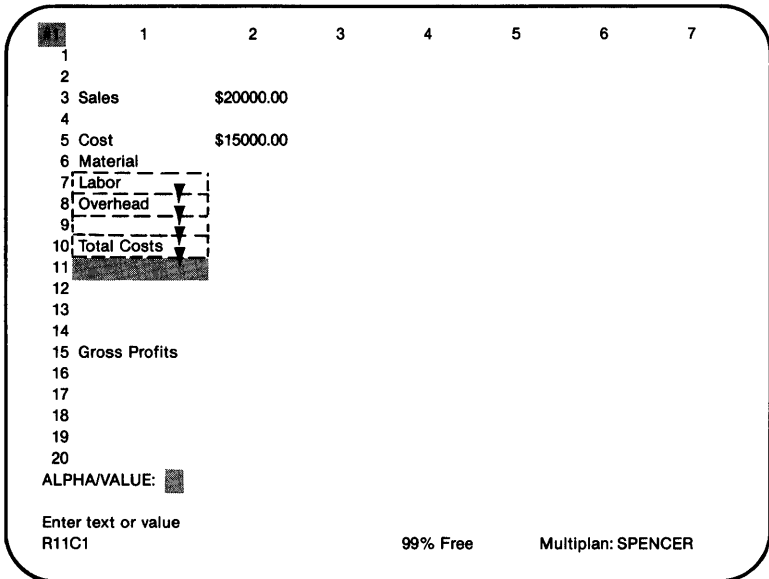 #1 1 2 3 4 5 6 7
1
2
3 Sales $20000.00
4
5 Cost $15000.00
6 Material
7 Labor
8 Overhead
9
10 Total Costs
11
12
13
14
15 Gross Profits
16
17
18
19
20
ALPHA/VALUE:
Enter text or value
R11C1 99% Free Multiplan: SPENCER